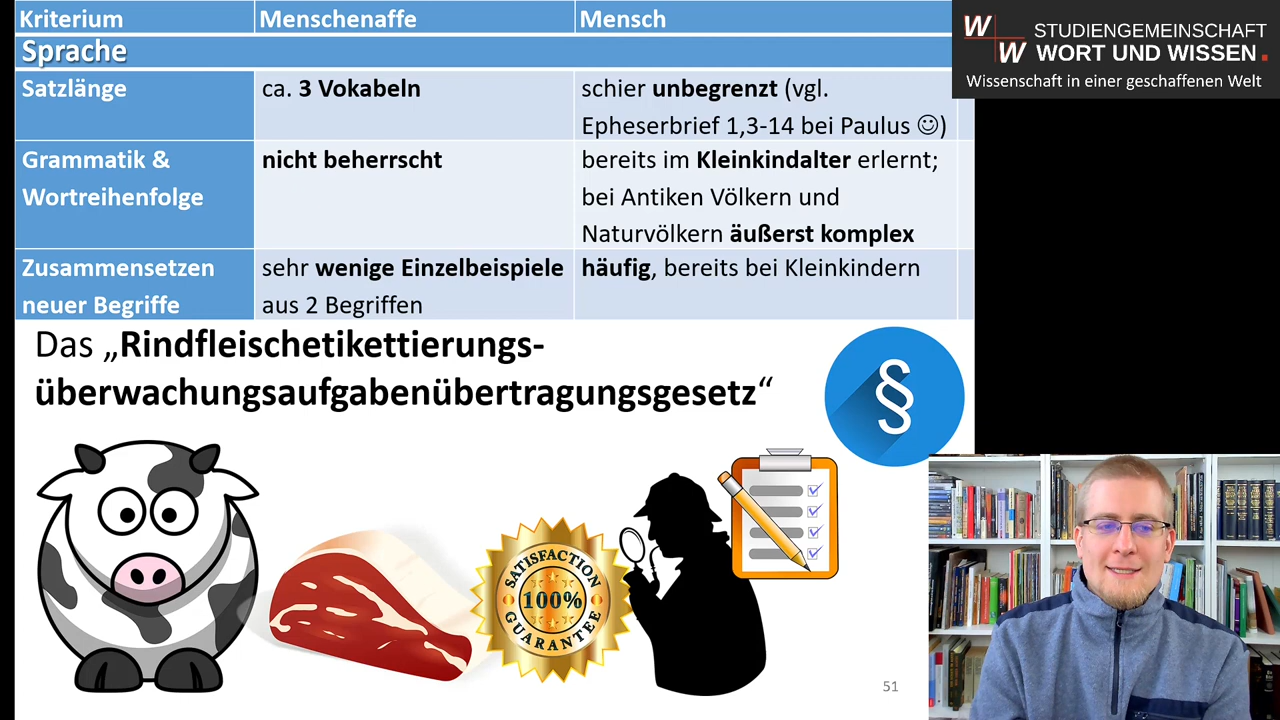 Kriterium Menschenaffe Mensch
Sprache
Satzlänge ca. 3 Vokabeln schier unbegrenzt (vgl.
Epheserbrief 1,3-14 bei Paulus ☺)
Grammatik & nicht beherrscht bereits im Kleinkindalter erlernt;
Wortreihenfolge bei Antiken Völkern und
Naturvölkern äußerst komplex
Zusammensetzen sehr wenige Einzelbeispiele häufig, bereits bei Kleinkindern
neuer Begriffe aus 2 Begriffen
STUDIENGEMEINSCHAFT
W W WORT UND WISSEN.
Wissenschaft in einer geschaffenen Welt
Das „Rindfleischetikettierungs-
überwachungsaufgabenübertragungsgesetz“
§
SATISFACTION
100%
GUARANTEE
51